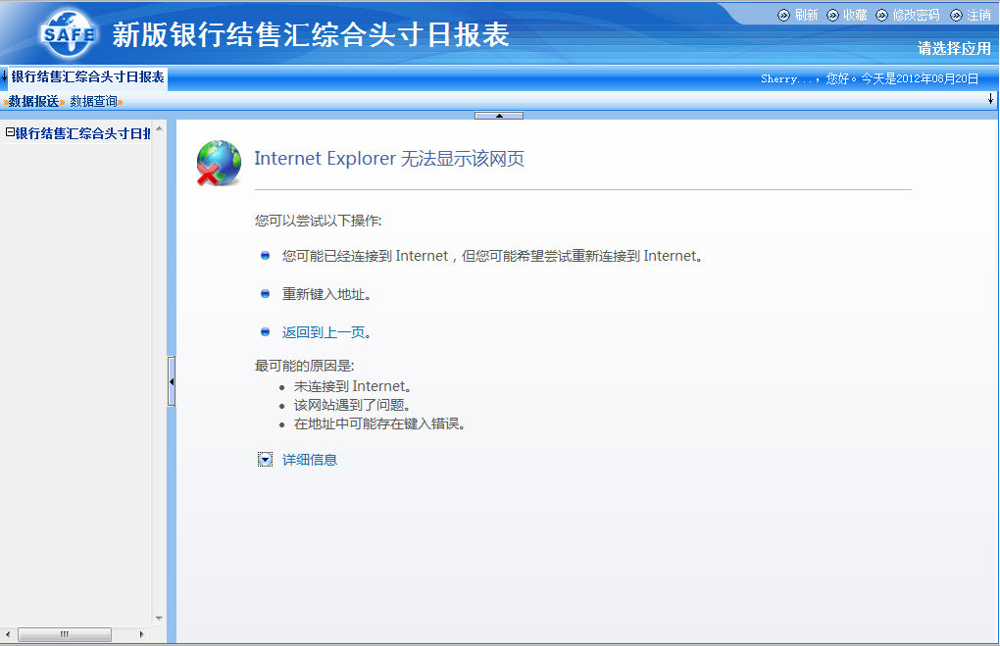 刷新 收藏 修改密码 注销
SAFE
新版银行结售汇综合头寸日报表
请选择应用
银行结售汇综合头寸日报表
Sherry...，您好。今天是2012年08月20日
数据报送» 数据查询»
银行结售汇综合头寸日报
Internet Explorer 无法显示该网页
您可以尝试以下操作:
您可能已经连接到 Internet，但您可能希望尝试重新连接到 Internet。
重新键入地址。
返回到上一页。
最可能的原因是:
• 未连接到 Internet。
• 该网站遇到了问题。
• 在地址中可能存在键入错误。
详细信息